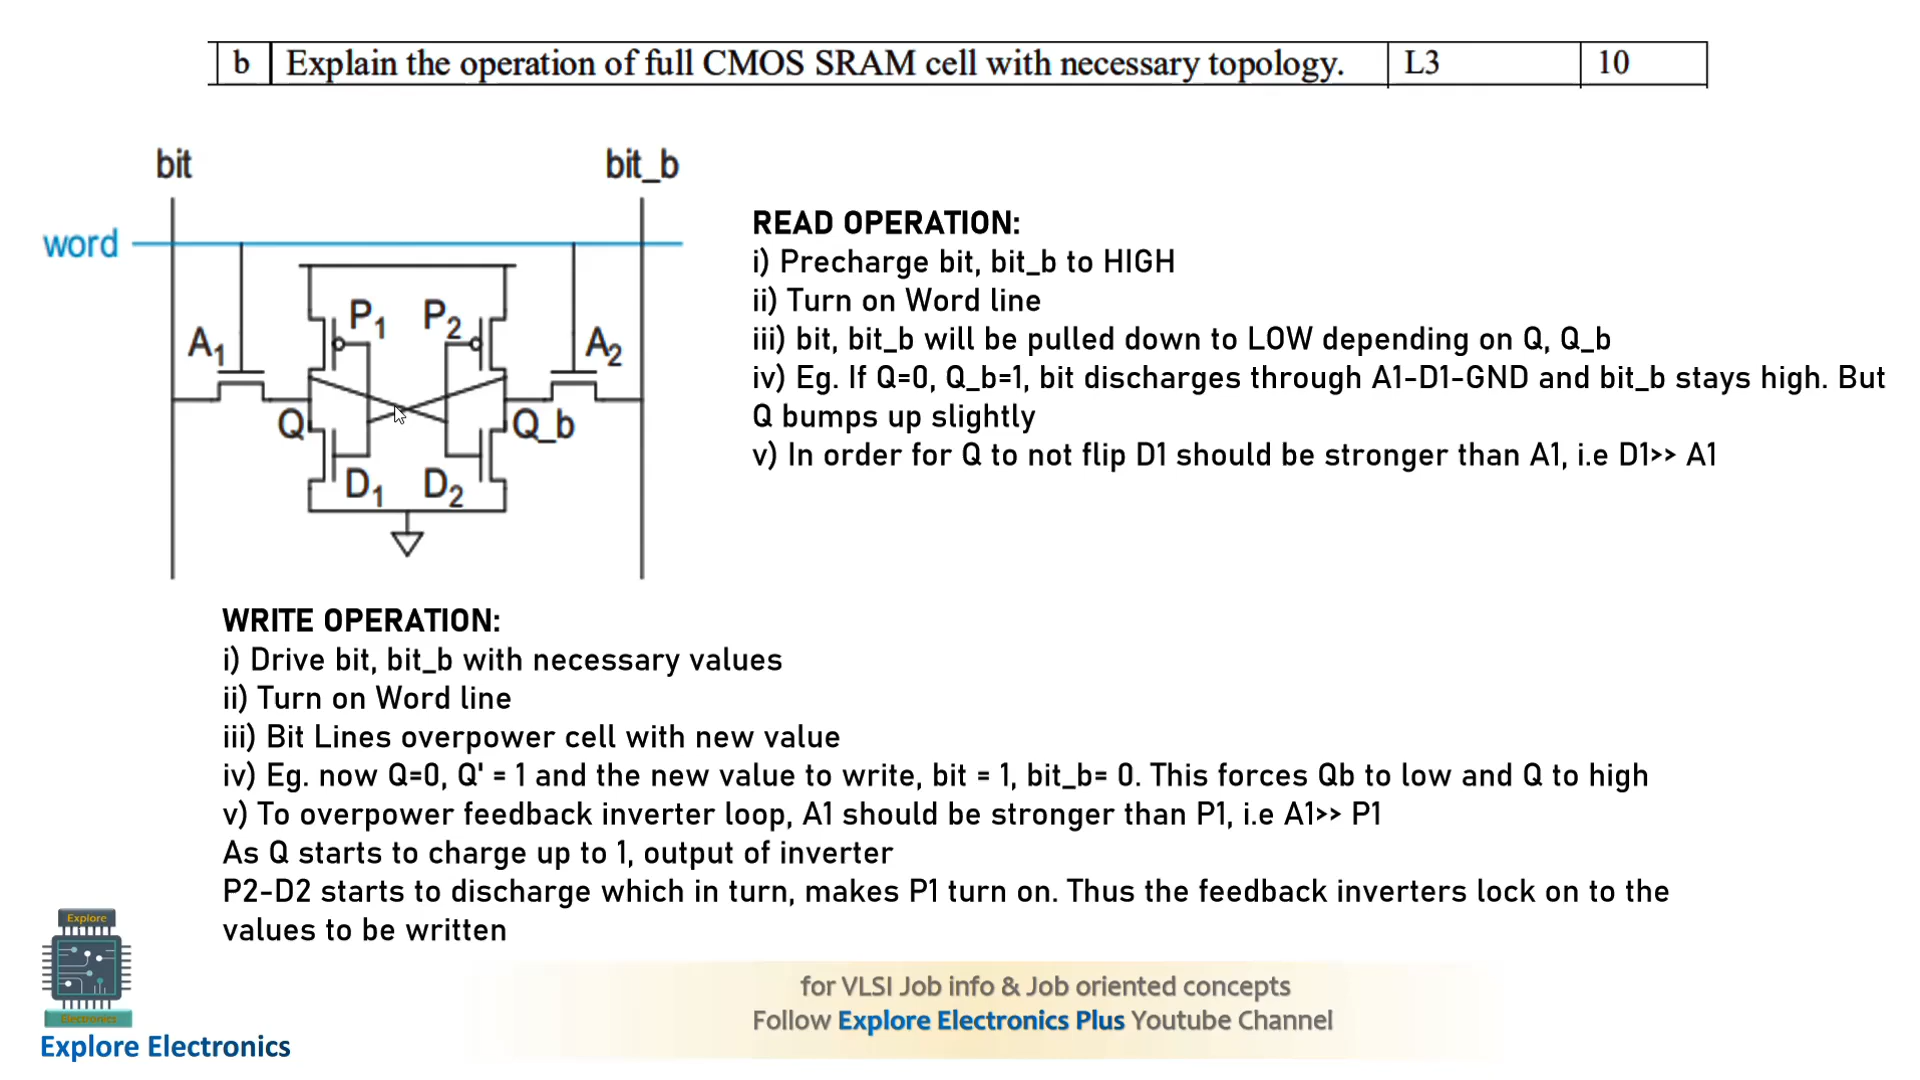 b Explain the operation of full CMOS SRAM cell with necessary topology. L3 10
bit bit_b
word
P1 P2
A1 A2
Q Q_b
D1 D2
READ OPERATION:
i) Precharge bit, bit_b to HIGH
ii) Turn on Word line
iii) bit, bit_b will be pulled down to LOW depending on Q, Q_b
iv) Eg. If Q=0, Q_b=1, bit discharges through A1-D1-GND and bit_b stays high. But
Q bumps up slightly
v) In order for Q to not flip D1 should be stronger than A1, i.e D1>> A1
WRITE OPERATION:
i) Drive bit, bit_b with necessary values
ii) Turn on Word line
iii) Bit Lines overpower cell with new value
iv) Eg. now Q=0, Q' = 1 and the new value to write, bit = 1, bit_b= 0. This forces Qb to low and Q to high
v) To overpower feedback inverter loop, A1 should be stronger than P1, i.e A1>> P1
As Q starts to charge up to 1, output of inverter
P2-D2 starts to discharge which in turn, makes P1 turn on. Thus the feedback inverters lock on to the
values to be written
Explore
Electronics
Explore Electronics
for VLSI Job info & Job oriented concepts
Follow Explore Electronics Plus Youtube Channel